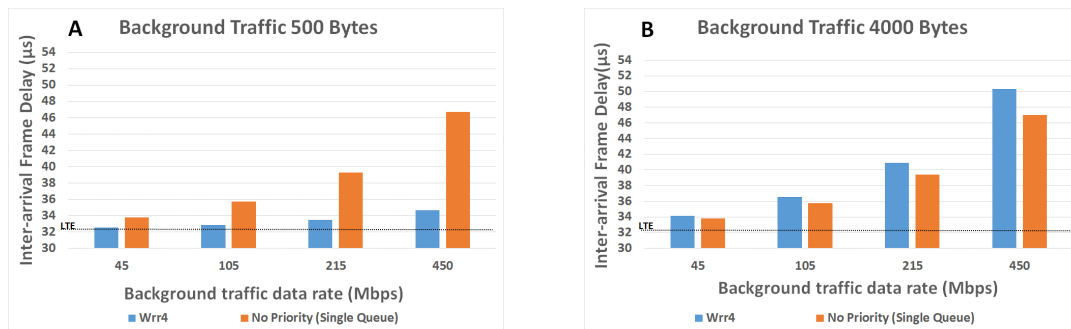 A
Background Traffic 500 Bytes
Inter-arrival Frame Delay (μs)
54
52
50
48
46
44
42
40
38
36
34
32
30
LTE
45
105
215
450
Background traffic data rate (Mbps)
Wrr4
No Priority (Single Queue)
B
Background Traffic 4000 Bytes
Inter-arrival Frame Delay(μs)
54
52
50
48
46
44
42
40
38
36
34
32
30
LTE
45
105
215
450
Background traffic data rate (Mbps)
Wrr4
No Priority (Single Queue)